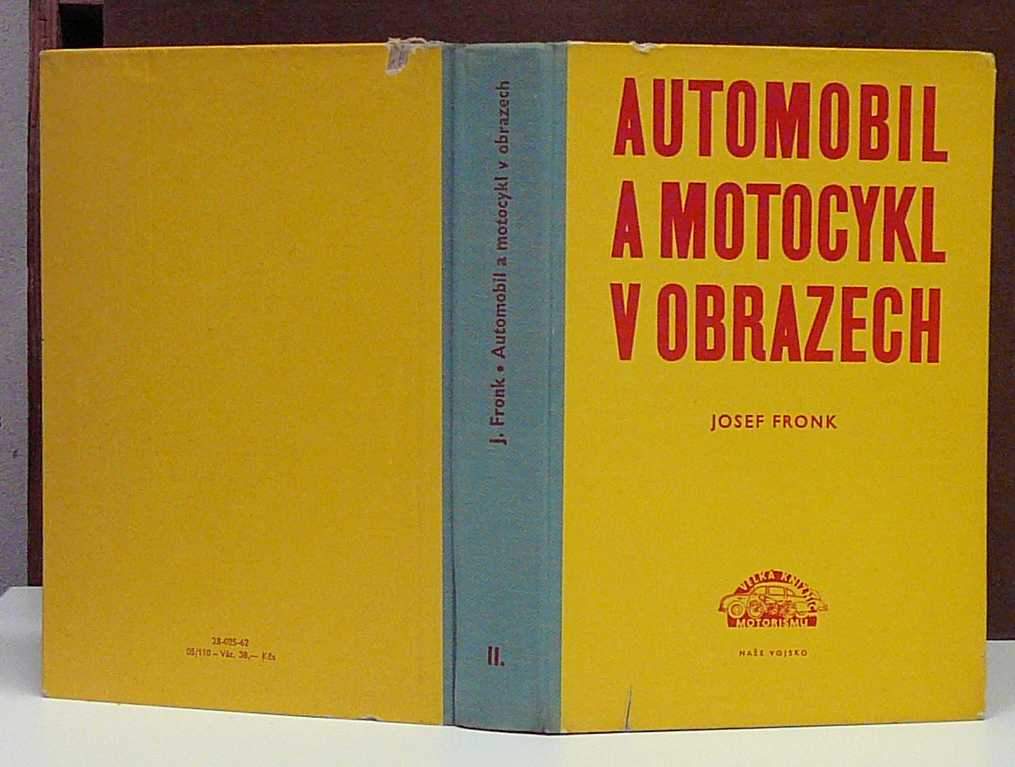 AUTOMOBIL
A MOTOCYKL
V OBRAZECH
JOSEF FRONK
VELKÁ KNIŽNICE
MOTORISMU
NAŠE VOJSKO
J. Fronk • Automobil a motocykl v obrazech
II.
28-025-62
05/110 – Váz. 38,— Kčs